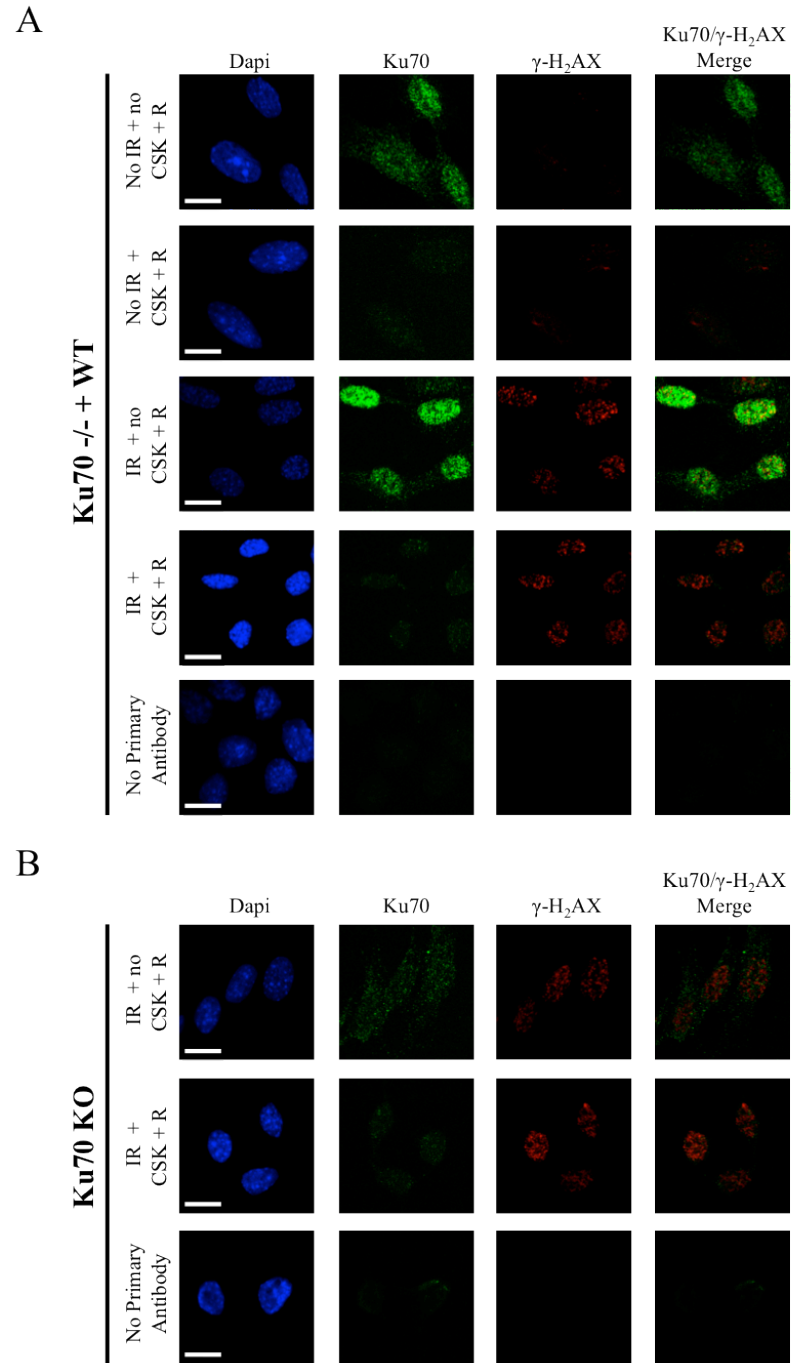 A
Dapi
Ku70
γ-H₂AX
Ku70/γ-H₂AX
Merge
Ku70 -/- + WT
No IR + no
CSK + R
No IR +
CSK + R
IR + no
CSK + R
IR +
CSK + R
No Primary
Antibody
B
Dapi
Ku70
γ-H₂AX
Ku70/γ-H₂AX
Merge
Ku70 KO
IR + no
CSK + R
IR +
CSK + R
No Primary
Antibody